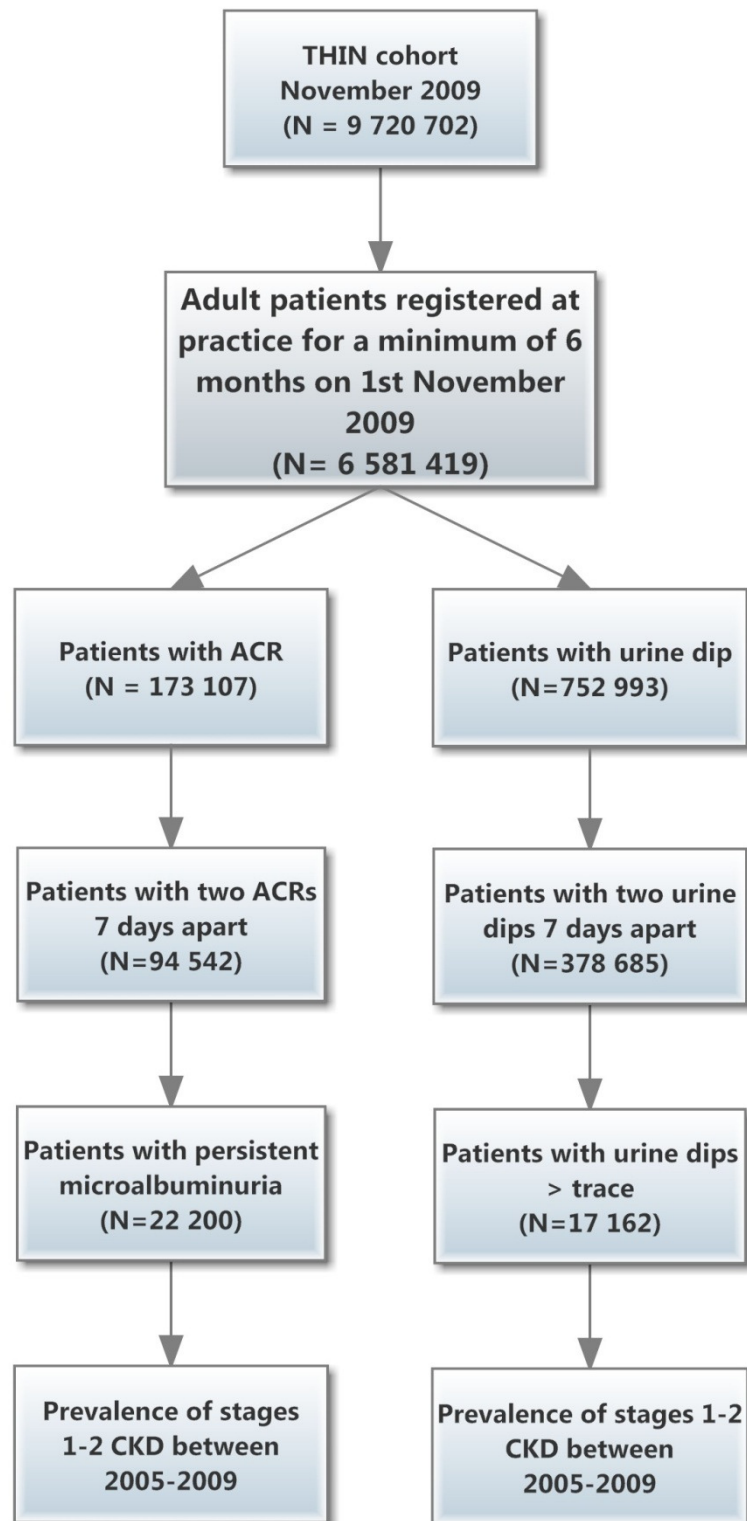 THIN cohort
November 2009
(N = 9 720 702)
Adult patients registered at
practice for a minimum of 6
months on 1st November
2009
(N= 6 581 419)
Patients with ACR
(N = 173 107)
Patients with urine dip
(N=752 993)
Patients with two ACRs
7 days apart
(N=94 542)
Patients with two urine
dips 7 days apart
(N=378 685)
Patients with persistent
microalbuminuria
(N=22 200)
Patients with urine dips
> trace
(N=17 162)
Prevalence of stages
1-2 CKD between
2005-2009
Prevalence of stages 1-2
CKD between
2005-2009